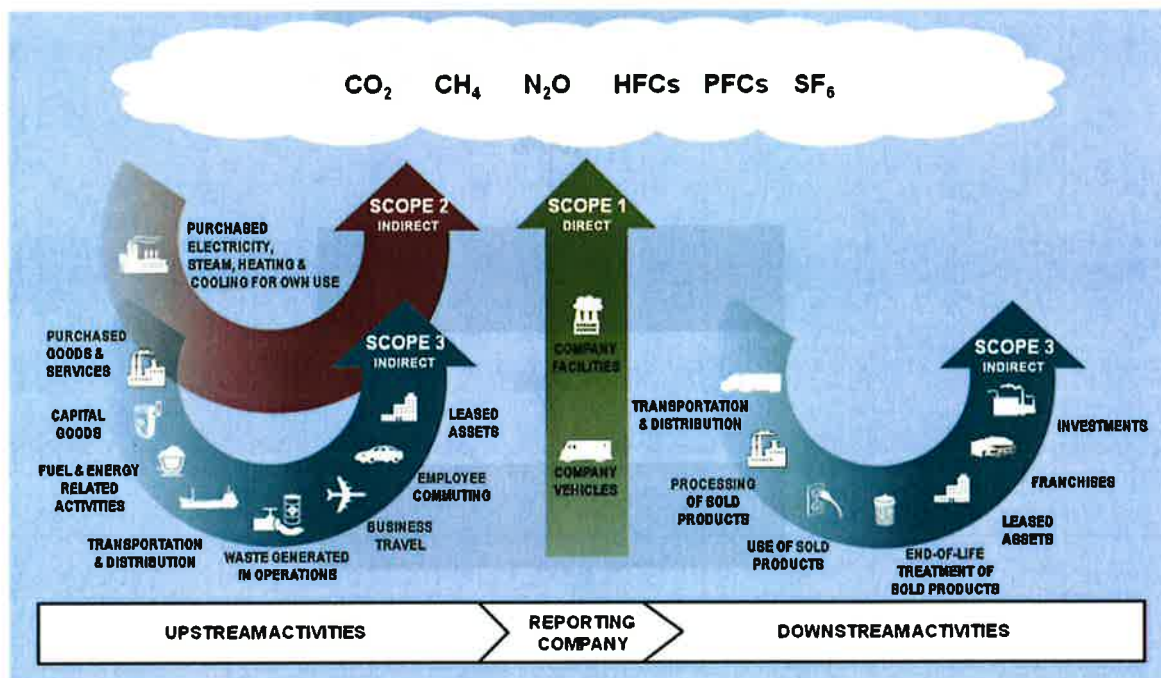 CO₂ CH₄ N₂O HFCs PFCs SF₆
SCOPE 2
INDIRECT
PURCHASED
ELECTRICITY,
STEAM, HEATING &
COOLING FOR OWN USE
SCOPE 1
DIRECT
COMPANY
FACILITIES
COMPANY
VEHICLES
SCOPE 3
INDIRECT
PURCHASED
GOODS &
SERVICES
CAPITAL
GOODS
FUEL & ENERGY
RELATED
ACTIVITIES
TRANSPORTATION
& DISTRIBUTION
WASTE GENERATED
IN OPERATIONS
BUSINESS
TRAVEL
EMPLOYEE
COMMUTING
LEASED
ASSETS
SCOPE 3
INDIRECT
TRANSPORTATION
& DISTRIBUTION
PROCESSING
OF SOLD
PRODUCTS
USE OF SOLD
PRODUCTS
END-OF-LIFE
TREATMENT OF
SOLD PRODUCTS
LEASED
ASSETS
FRANCHISES
INVESTMENTS
UPSTREAMACTIVITIES
REPORTING
COMPANY
DOWNSTREAMACTIVITIES